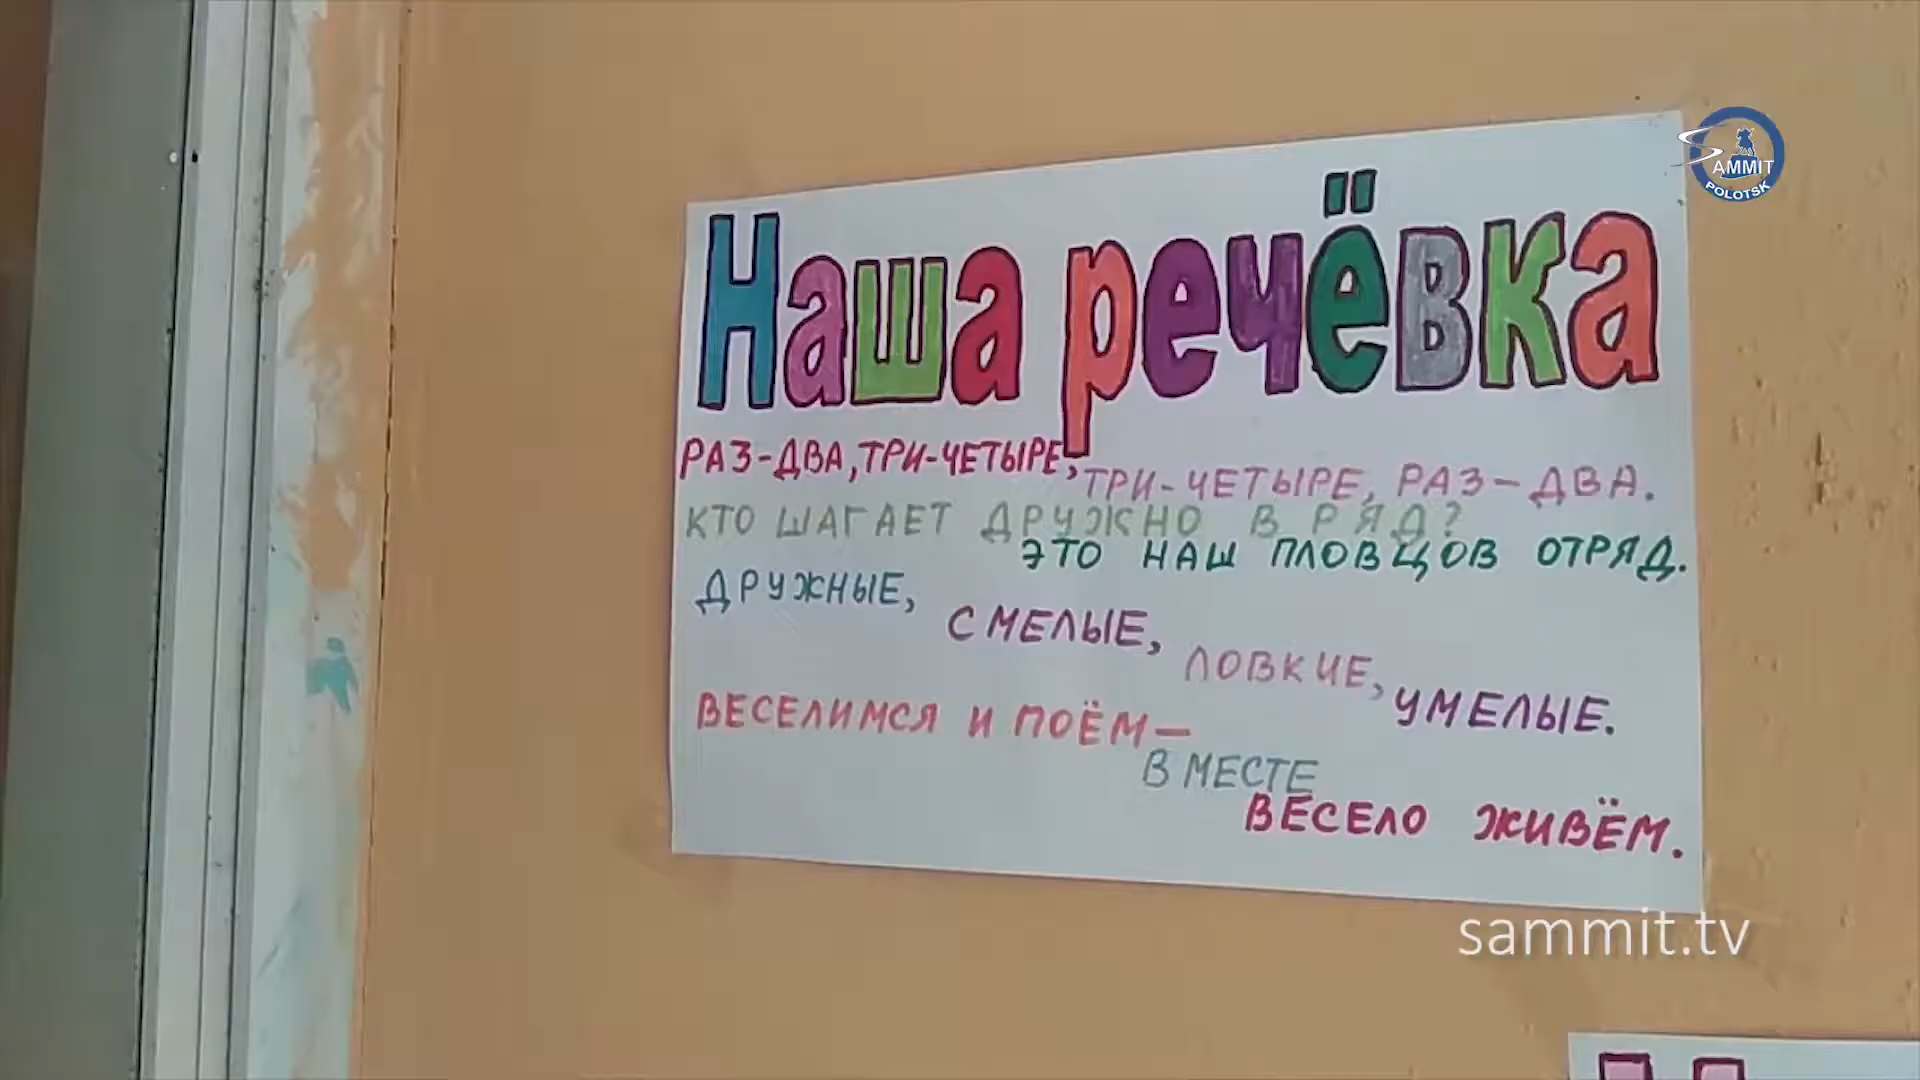 Наша речёвка
РАЗ-ДВА, ТРИ-ЧЕТЫРЕ,
ТРИ-ЧЕТЫРЕ, РАЗ-ДВА.
КТО ШАГАЕТ ДРУЖНО В РЯД?
ЭТО НАШ ПЛОВЦОВ ОТРЯД.
ДРУЖНЫЕ,
СМЕЛЫЕ,
ЛОВКИЕ,
УМЕЛЫЕ.
ВЕСЕЛИМСЯ И ПОЁМ—
ВМЕСТЕ
ВЕСЕЛО ЖИВЁМ.
SAMMIT
POLOTSK
sammit.tv